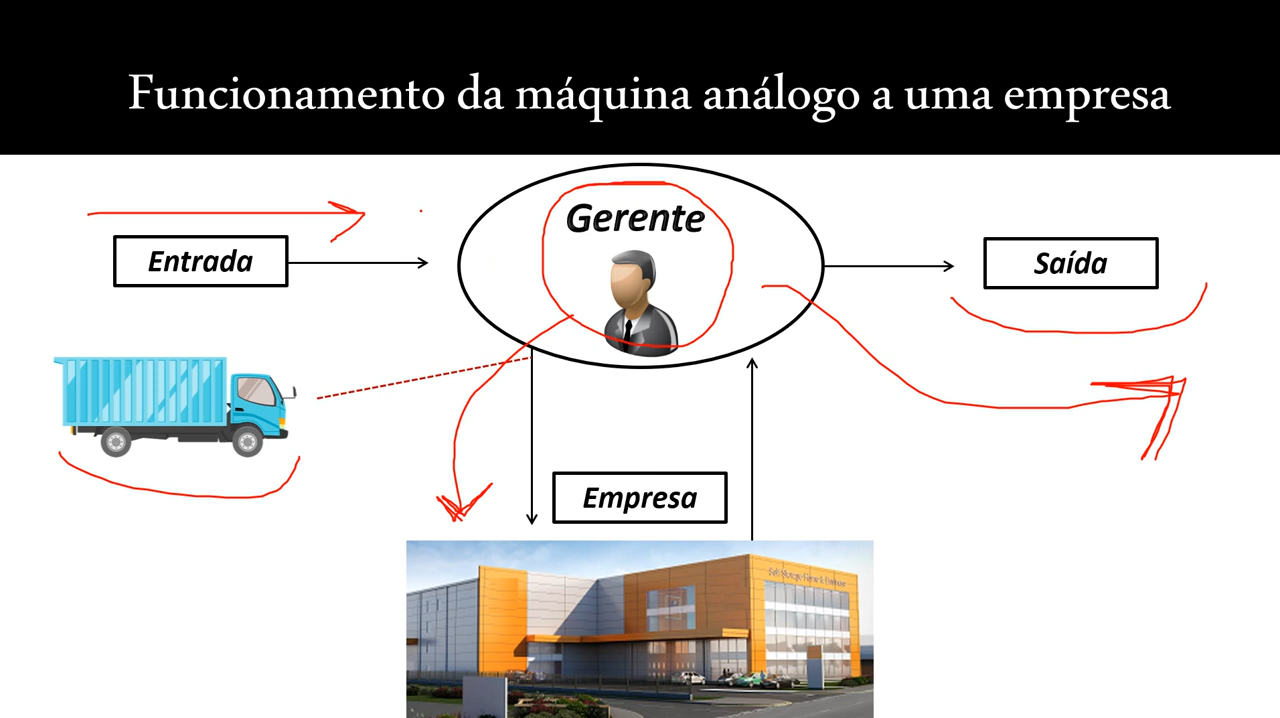 Funcionamento da máquina análogo a uma empresa
Gerente
Entrada
Saída
Empresa